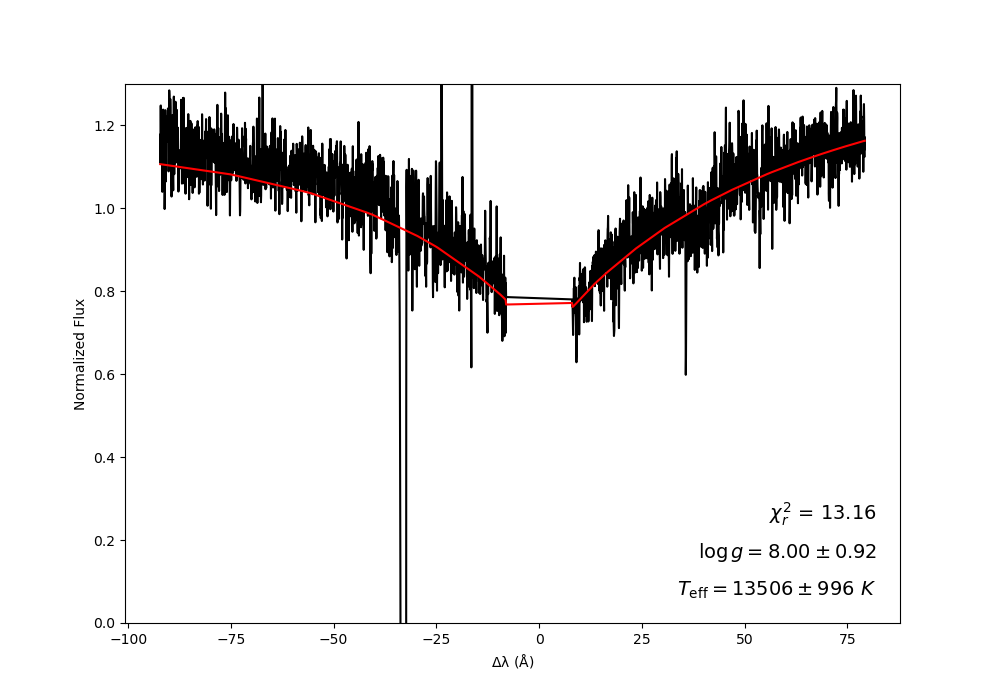 Normalized Flux
1.2
1.0
0.8
0.6
0.4
0.2
0.0
χ²ᵣ = 13.16
log g = 8.00 ± 0.92
T_eff = 13506 ± 996 K
−100 −75 −50 −25 0 25 50 75
Δλ (Å)